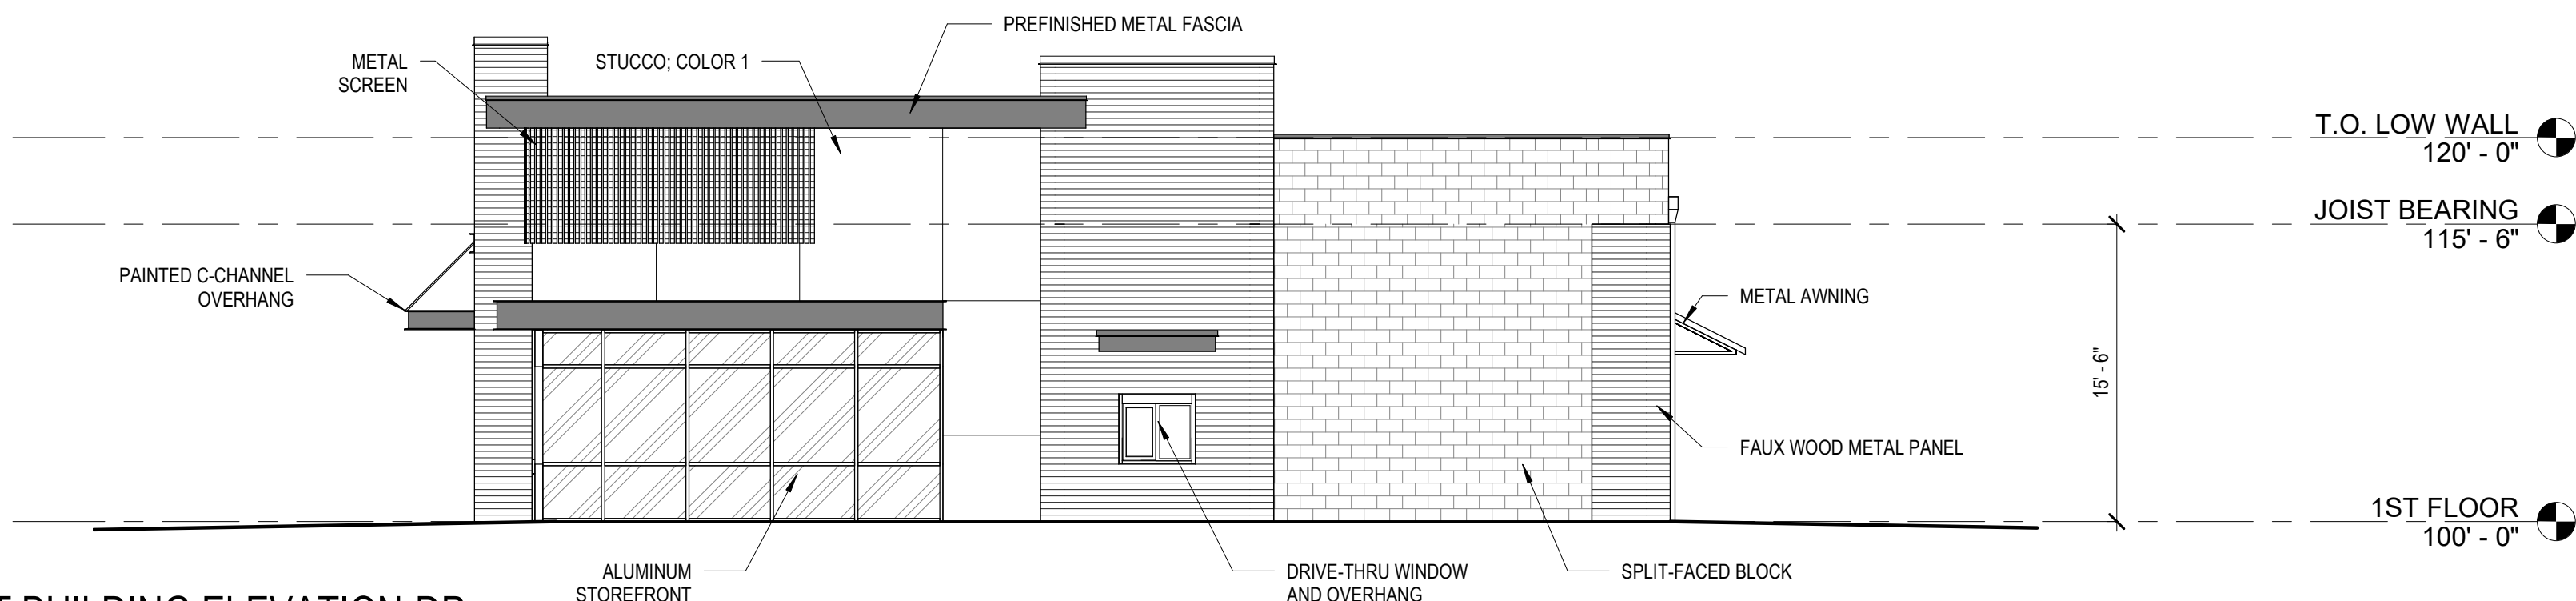 PREFINISHED METAL FASCIA
METAL
SCREEN
STUCCO; COLOR 1
T.O. LOW WALL
120' - 0"
JOIST BEARING
115' - 6"
PAINTED C-CHANNEL
OVERHANG
METAL AWNING
15' - 6"
FAUX WOOD METAL PANEL
1ST FLOOR
100' - 0"
ALUMINUM
STOREFRONT
DRIVE-THRU WINDOW
AND OVERHANG
SPLIT-FACED BLOCK
BUILDING ELEVATION